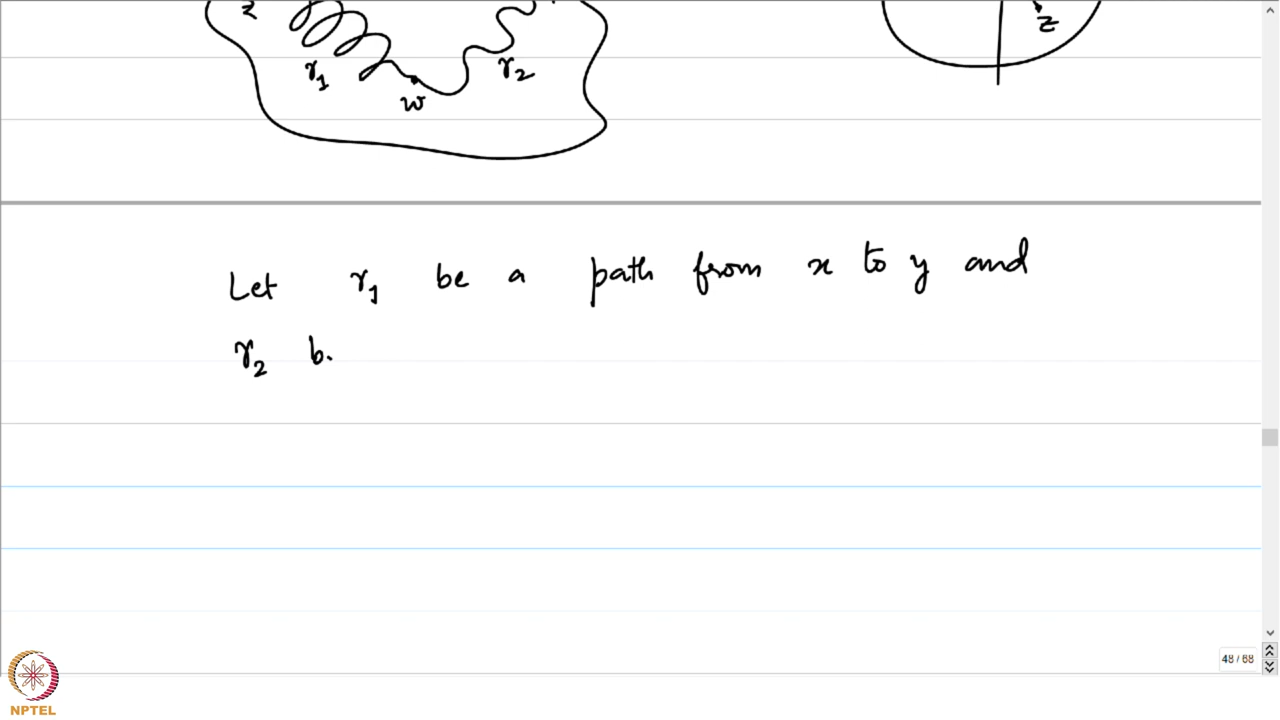 z
γ1
γ2
w
z
Let γ1 be a path from x to y and
γ2 b.
48 / 68
NPTEL